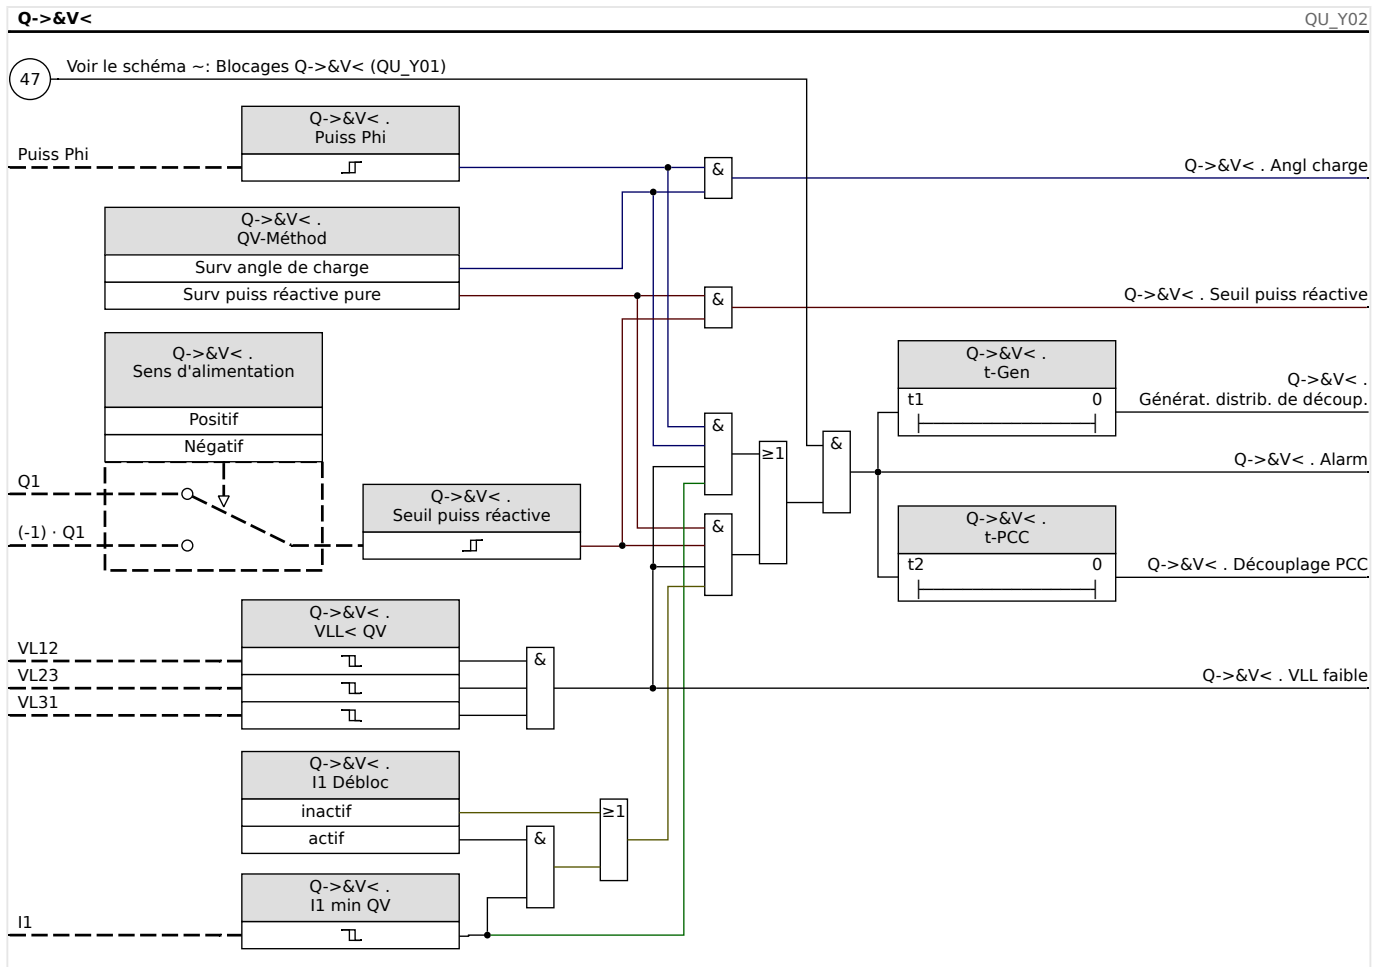 Q->&V<
QU_Y02
47
Voir le schéma ~: Blocages Q->&V< (QU_Y01)
Q->&V< .
Puiss Phi
Puiss Phi
&
Q->&V< . Angl charge
Q->&V< .
QV-Méthod
Surv angle de charge
Surv puiss réactive pure
&
Q->&V< . Seuil puiss réactive
Q->&V< .
Sens d'alimentation
Positif
Négatif
Q1
(-1) · Q1
Q->&V< .
Seuil puiss réactive
&
&
≥1
&
Q->&V< .
t-Gen
t1
0
Q->&V< .
Générat. distrib. de découp.
Q->&V< . Alarm
Q->&V< .
t-PCC
t2
0
Q->&V< . Découplage PCC
Q->&V< .
VLL< QV
VL12
VL23
VL31
&
Q->&V< . VLL faible
Q->&V< .
I1 Débloc
inactif
actif
&
≥1
Q->&V< .
I1 min QV
I1